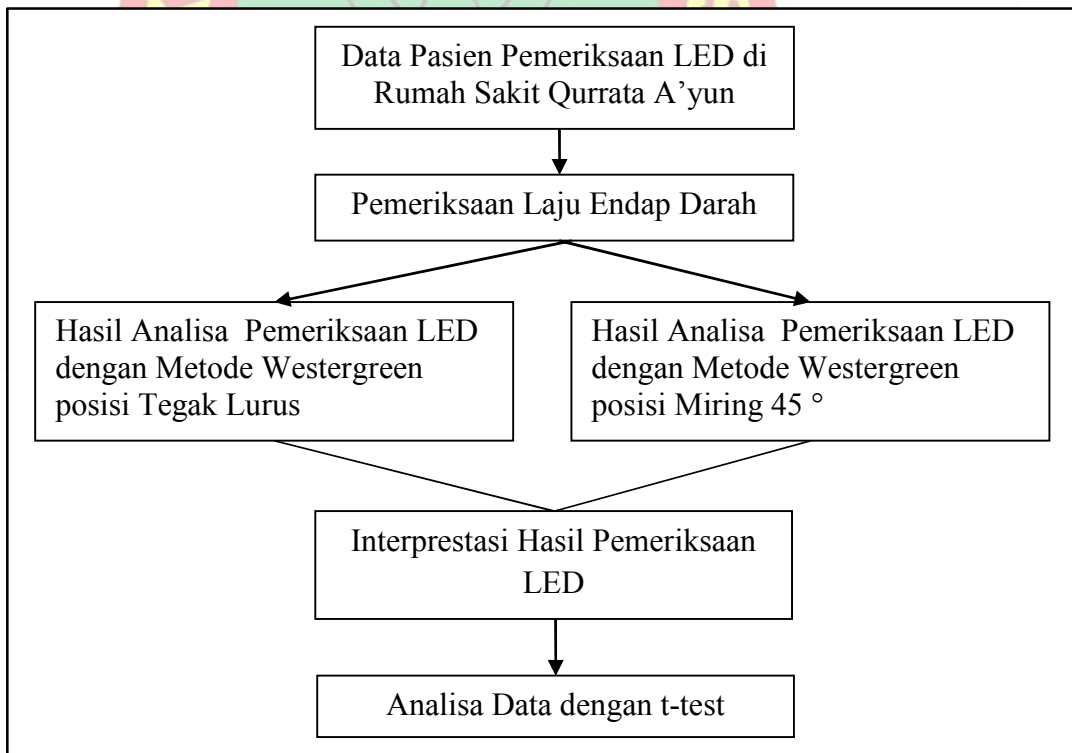 Data Pasien Pemeriksaan LED di
Rumah Sakit Qurrata A’yun
Pemeriksaan Laju Endap Darah
Hasil Analisa Pemeriksaan LED
dengan Metode Westergreen
posisi Tegak Lurus
Hasil Analisa Pemeriksaan LED
dengan Metode Westergreen
posisi Miring 45 °
Interprestasi Hasil Pemeriksaan
LED
Analisa Data dengan t-test